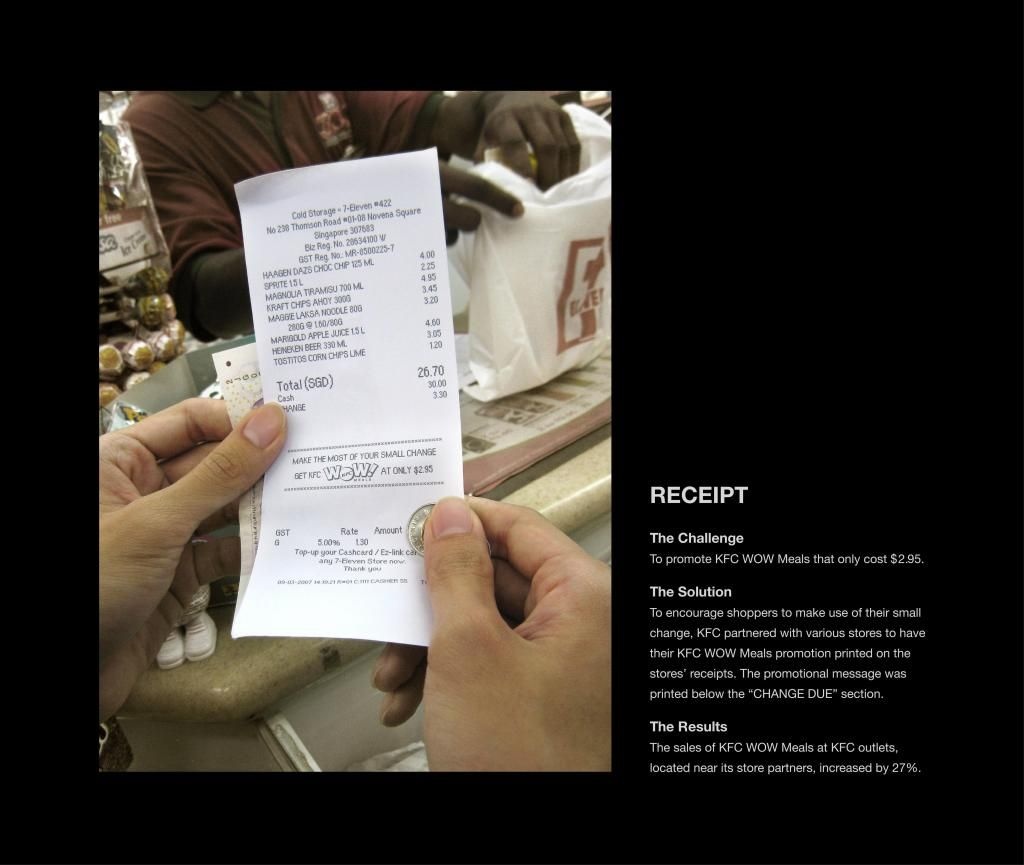 Cold Storage - 7-Eleven #422
No 238 Thomson Road #01-08 Novena Square
Singapore 307683
Biz Reg. No. 28634100 W
GST Reg. No.: MR-8500225-7
HAAGEN DAZS CHOC CHIP 125 ML 4.00
SPRITE 1.5 L 2.25
MAGNOLIA TIRAMISU 700 ML 4.95
KRAFT CHIPS AHOY 300G 3.45
MAGGIE LAKSA NOODLE 80G 3.20
280G @ 1.60/80G
MARIGOLD APPLE JUICE 1.5 L 4.60
HEINEKEN BEER 330 ML 3.05
TOSTITOS CORN CHIPS LIME 1.20
Total (SGD) 26.70
Cash 30.00
HANGE 3.30
MAKE THE MOST OF YOUR SMALL CHANGE
GET KFC WOW! MEALS AT ONLY $2.95
GST Rate Amount
G 5.00% 1.30
Top-up your Cashcard / Ez-link car
any 7-Eleven Store now.
Thank you
09-03-2007 14:19:21 R#01 C:1111 CASHIER SS
RECEIPT
The Challenge
To promote KFC WOW Meals that only cost $2.95.
The Solution
To encourage shoppers to make use of their small
change, KFC partnered with various stores to have
their KFC WOW Meals promotion printed on the
stores’ receipts. The promotional message was
printed below the “CHANGE DUE” section.
The Results
The sales of KFC WOW Meals at KFC outlets,
located near its store partners, increased by 27%.